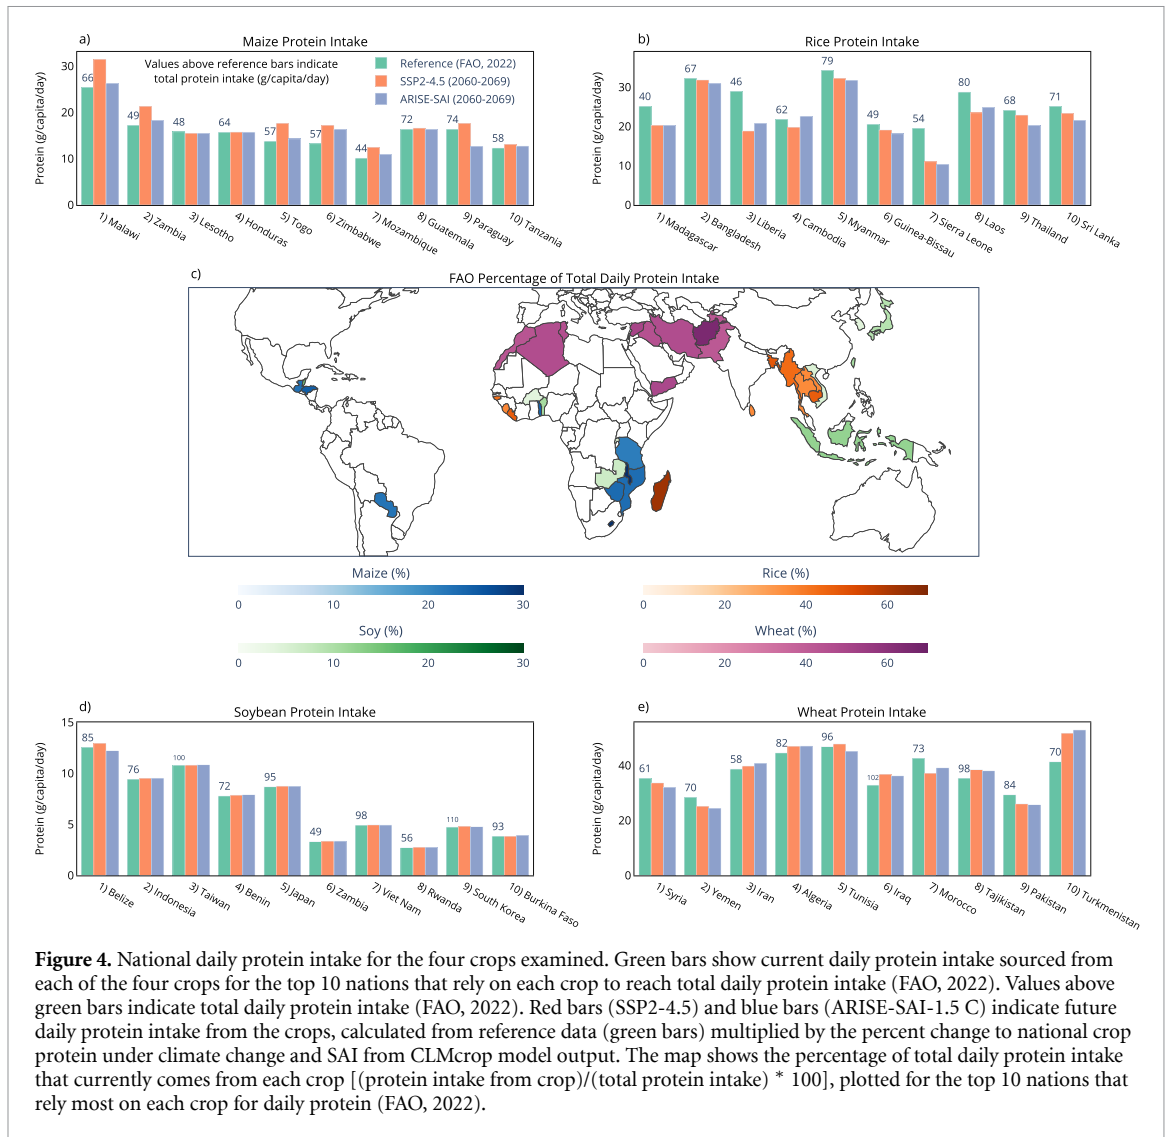 a)
Maize Protein Intake
Values above reference bars indicate
total protein intake (g/capita/day)
Reference (FAO, 2022)
SSP2-4.5 (2060-2069)
ARISE-SAI (2060-2069)
Protein (g/capita/day)
30
20
10
0
66
49
48
64
57
57
44
72
74
58
1) Malawi
2) Zambia
3) Lesotho
4) Honduras
5) Togo
6) Zimbabwe
7) Mozambique
8) Guatemala
9) Paraguay
10) Tanzania
b)
Rice Protein Intake
Protein (g/capita/day)
30
20
10
0
40
67
46
62
79
49
54
80
68
71
1) Madagascar
2) Bangladesh
3) Liberia
4) Cambodia
5) Myanmar
6) Guinea-Bissau
7) Sierra Leone
8) Laos
9) Thailand
10) Sri Lanka
c)
FAO Percentage of Total Daily Protein Intake
Maize (%)
0 10 20 30
Rice (%)
0 20 40 60
Soy (%)
0 10 20 30
Wheat (%)
0 20 40 60
d)
Soybean Protein Intake
Protein (g/capita/day)
15
10
5
0
85
76
100
72
95
49
98
56
110
93
1) Belize
2) Indonesia
3) Taiwan
4) Benin
5) Japan
6) Zambia
7) Viet Nam
8) Rwanda
9) South Korea
10) Burkina Faso
e)
Wheat Protein Intake
Protein (g/capita/day)
40
20
0
61
70
58
82
96
102
73
98
84
70
1) Syria
2) Yemen
3) Iran
4) Algeria
5) Tunisia
6) Iraq
7) Morocco
8) Tajikistan
9) Pakistan
10) Turkmenistan
Figure 4. National daily protein intake for the four crops examined. Green bars show current daily protein intake sourced from
each of the four crops for the top 10 nations that rely on each crop to reach total daily protein intake (FAO, 2022). Values above
green bars indicate total daily protein intake (FAO, 2022). Red bars (SSP2-4.5) and blue bars (ARISE-SAI-1.5 C) indicate future
daily protein intake from the crops, calculated from reference data (green bars) multiplied by the percent change to national crop
protein under climate change and SAI from CLMcrop model output. The map shows the percentage of total daily protein intake
that currently comes from each crop [(protein intake from crop)/(total protein intake) * 100], plotted for the top 10 nations that
rely most on each crop for daily protein (FAO, 2022).